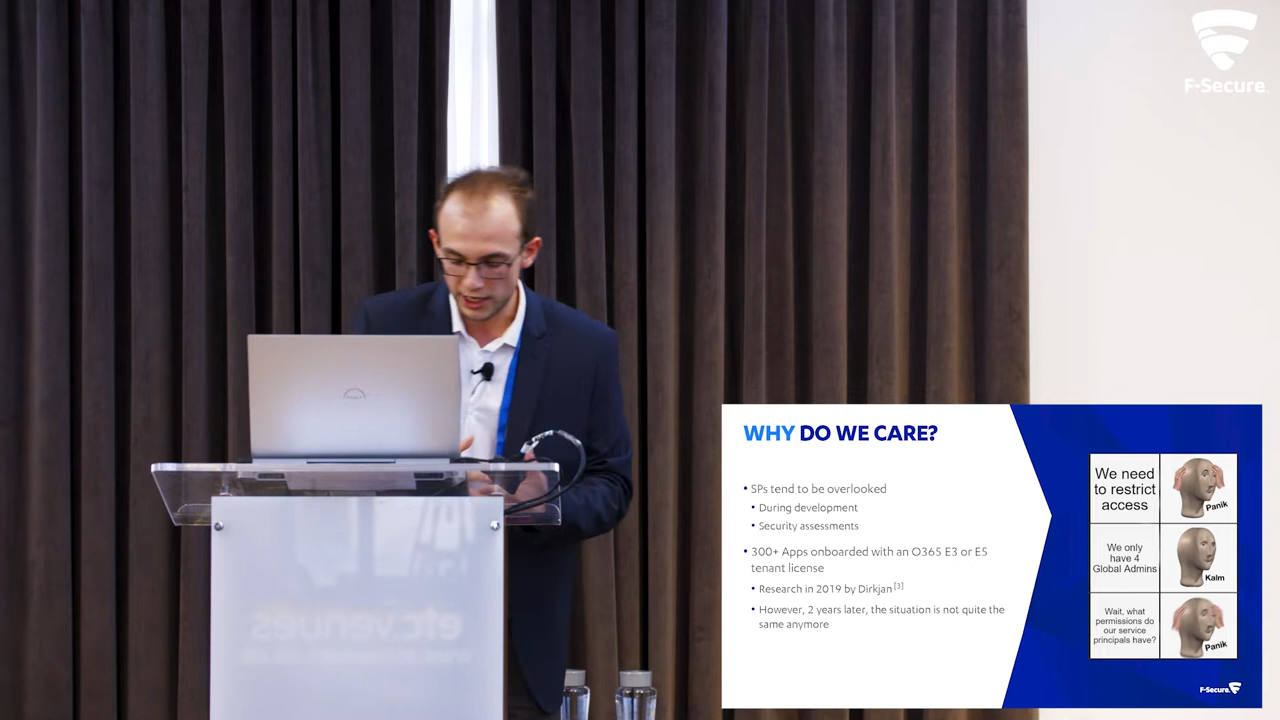 F-Secure
WHY DO WE CARE?
• SPs tend to be overlooked
• During development
• Security assessments
• 300+ Apps onboarded with an O365 E3 or E5
tenant license
• Research in 2019 by Dirkjan [3]
• However, 2 years later, the situation is not quite the
same anymore
We need
to restrict
access
Panik
We only
have 4
Global Admins
Kalm
Wait, what
permissions do
our service
principals have?
Panik
F-Secure